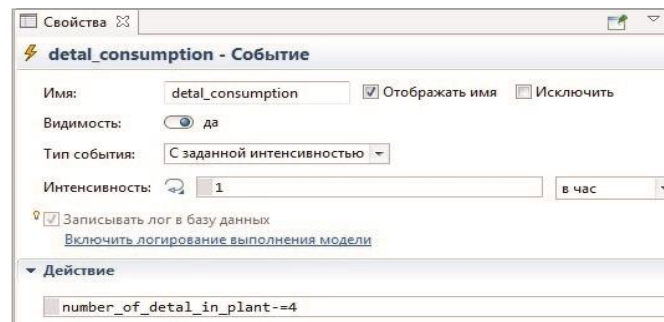 Свойства
detal_consumption - Событие
Имя: detal_consumption Отображать имя Исключить
Видимость: да
Тип события: С заданной интенсивностью
Интенсивность: 1 в час
Записывать лог в базу данных
Включить логирование выполнения модели
Действие
number_of_detal_in_plant-=4